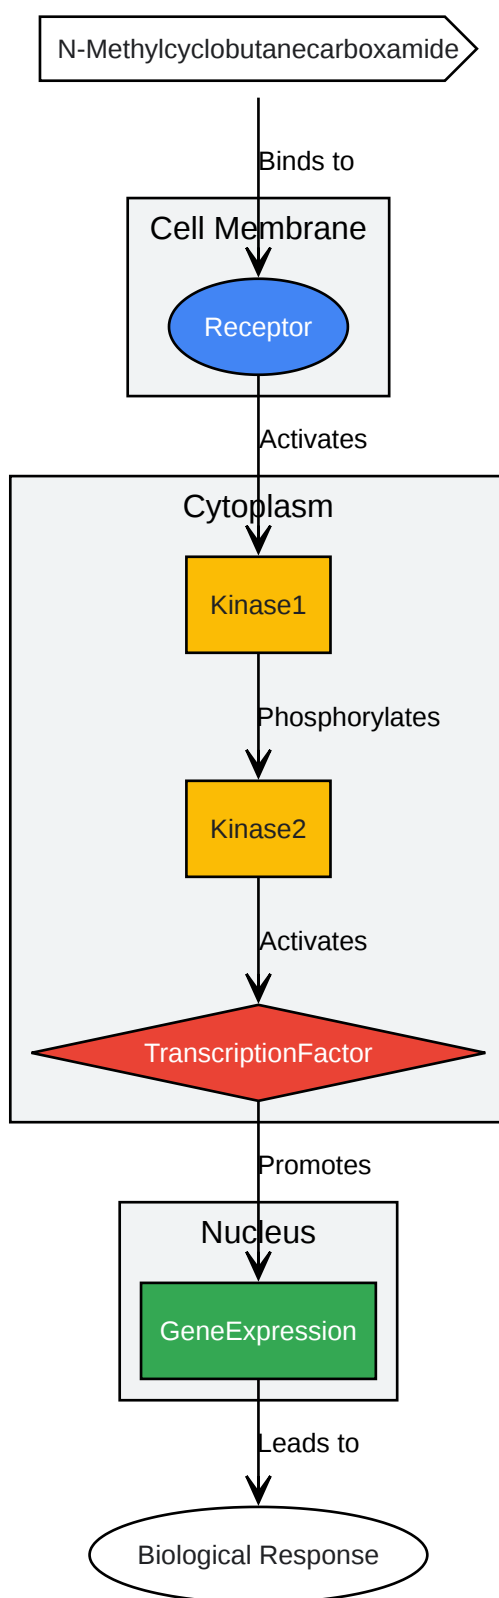 N-Methylcyclobutanecarboxamide
Binds to
Cell Membrane
Receptor
Activates
Cytoplasm
Kinase1
Phosphorylates
Kinase2
Activates
TranscriptionFactor
Promotes
Nucleus
GeneExpression
Leads to
Biological Response